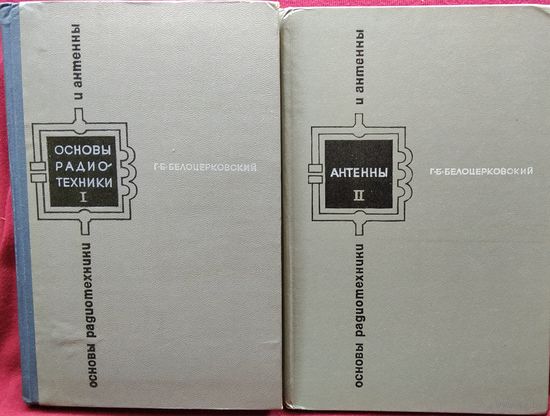 основы радиотехники и антенны
ОСНОВЫ
РАДИО-
ТЕХНИКИ
I
Г·Б·БЕЛОЦЕРКОВСКИЙ
основы радиотехники и антенны
АНТЕННЫ
II
Г·Б·БЕЛОЦЕРКОВСКИЙ